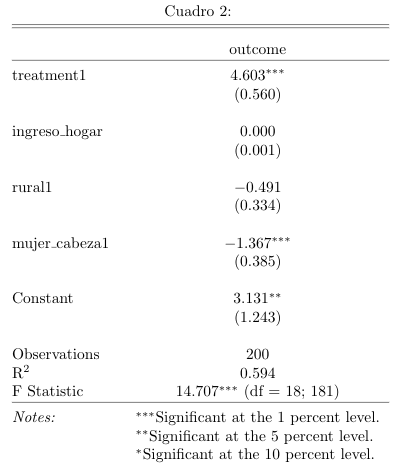 Cuadro 2:
outcome
treatment1 4.603***
(0.560)
ingreso_hogar 0.000
(0.001)
rural1 −0.491
(0.334)
mujer_cabeza1 −1.367***
(0.385)
Constant 3.131**
(1.243)
Observations 200
R² 0.594
F Statistic 14.707*** (df = 18; 181)
Notes: ***Significant at the 1 percent level.
**Significant at the 5 percent level.
*Significant at the 10 percent level.